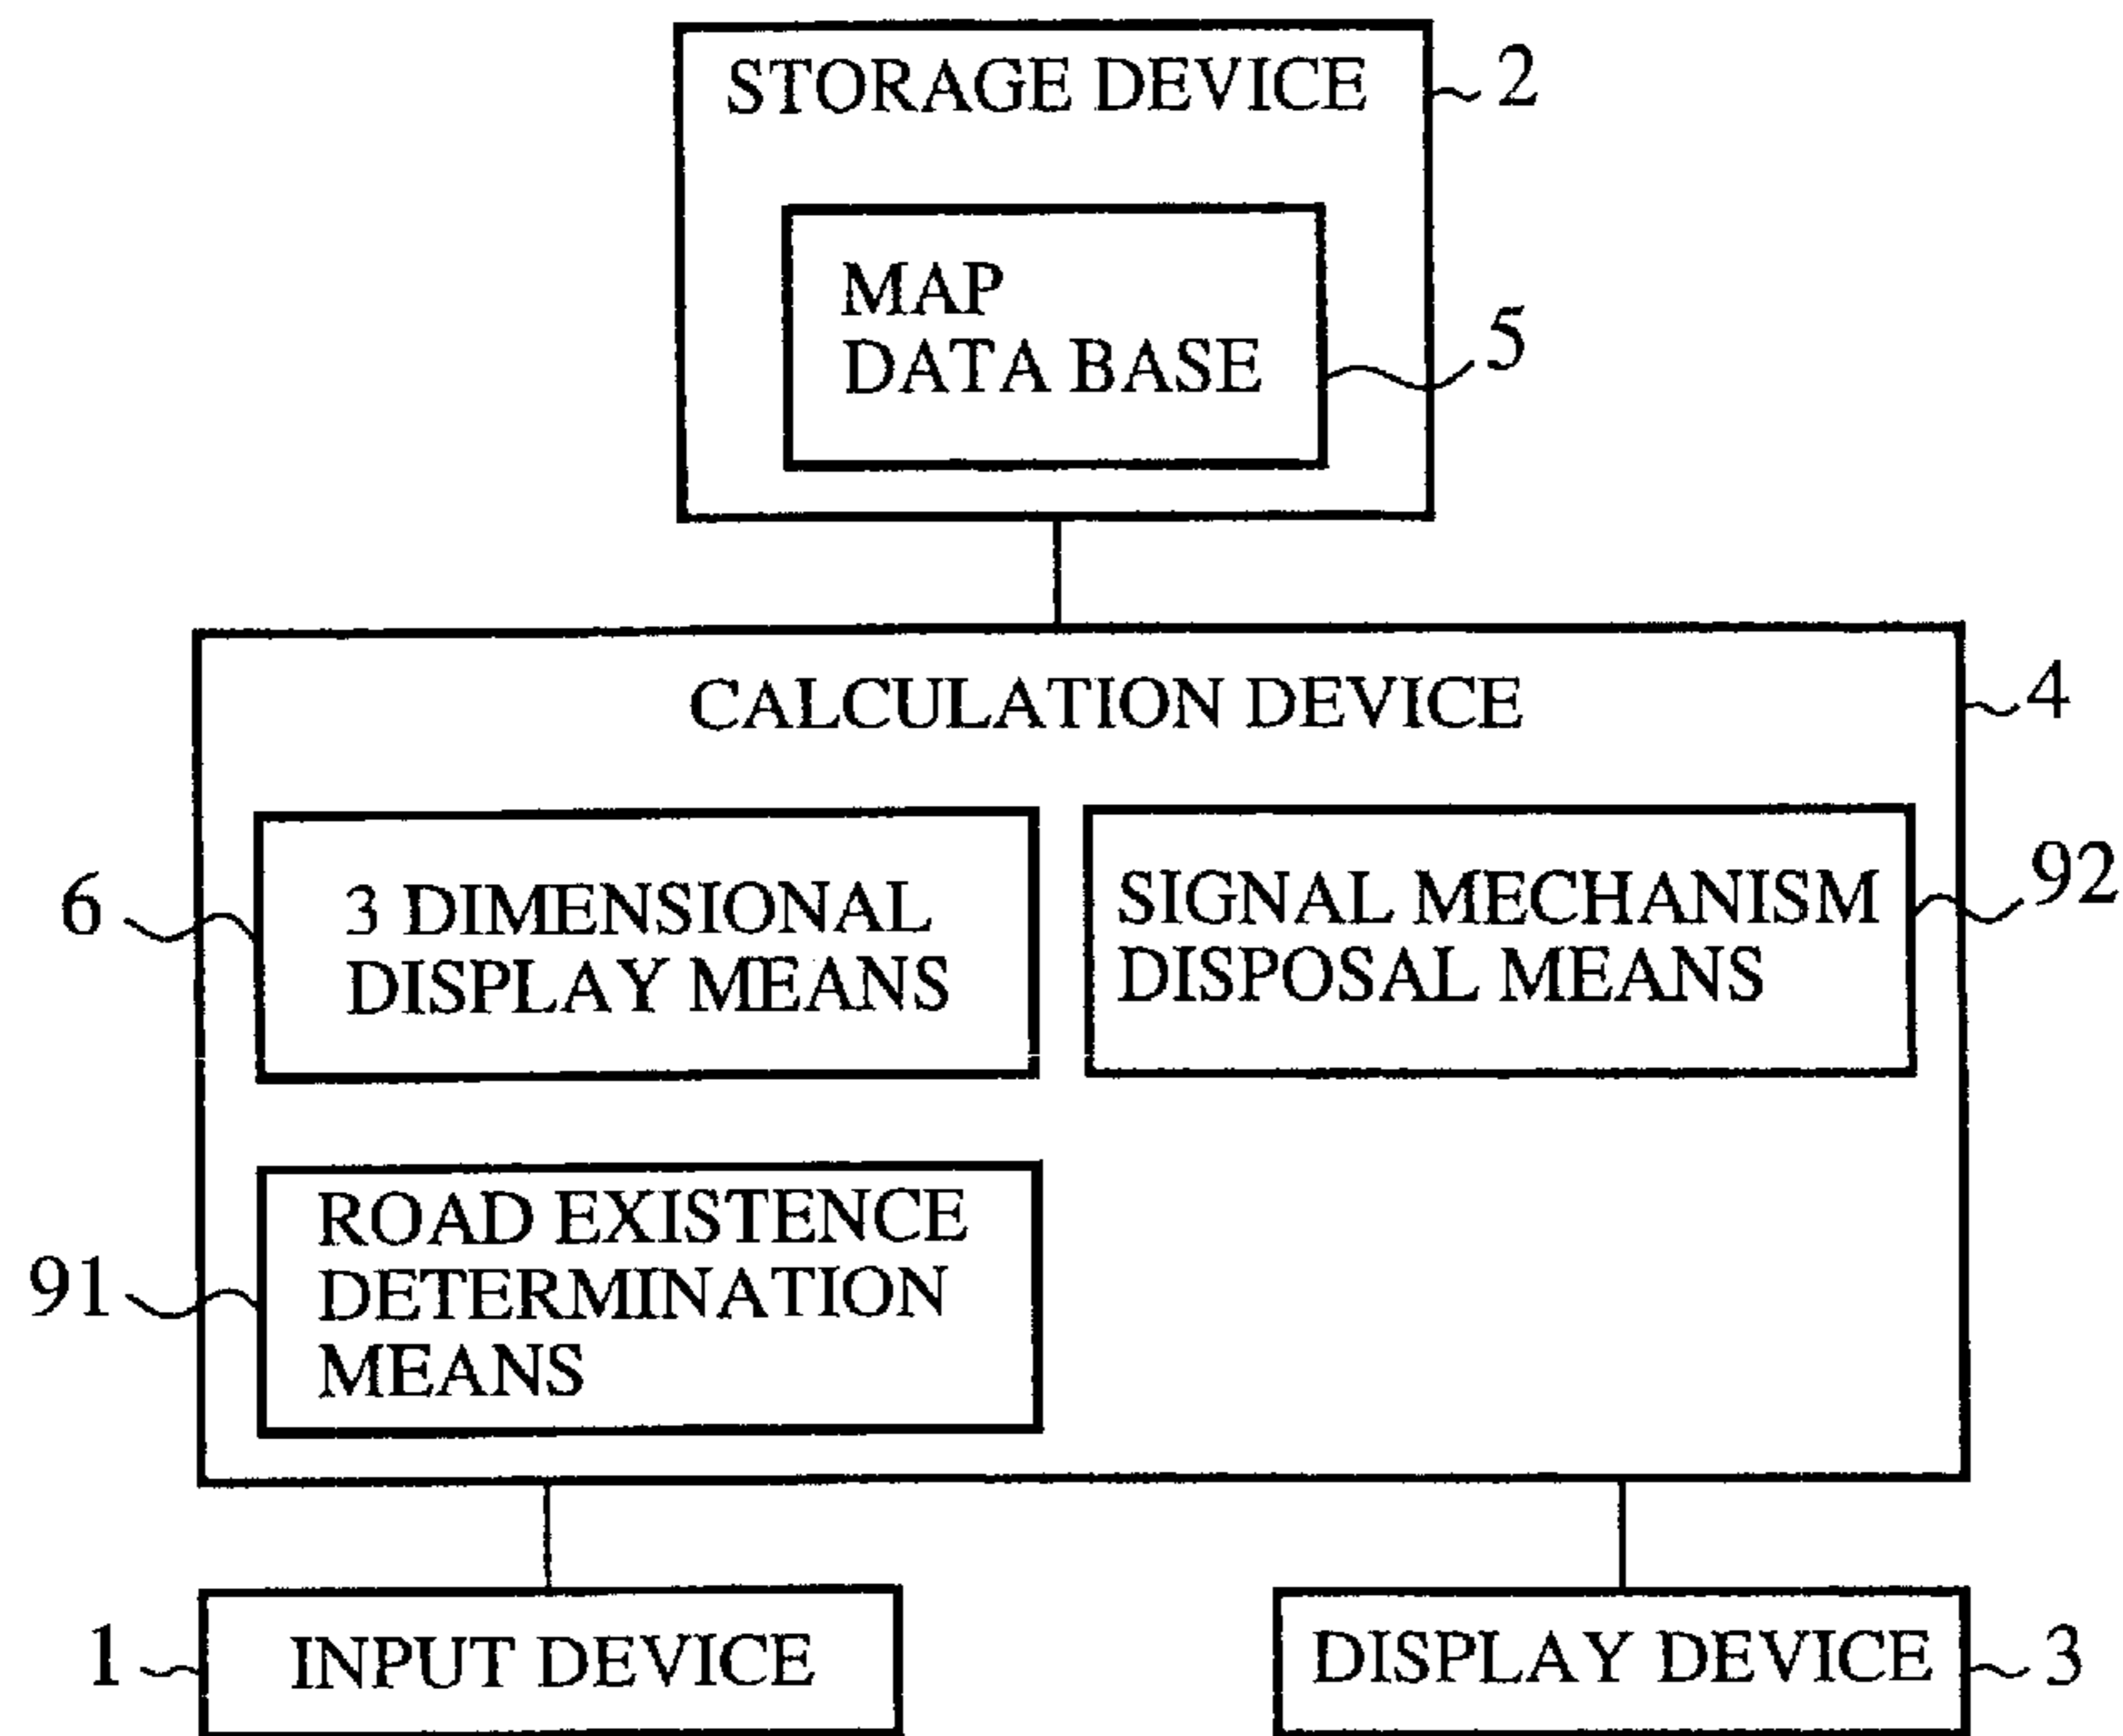 STORAGE DEVICE
2
MAP
DATA BASE
5
CALCULATION DEVICE
4
6
3 DIMENSIONAL
DISPLAY MEANS
SIGNAL MECHANISM
DISPOSAL MEANS
92
91
ROAD EXISTENCE
DETERMINATION
MEANS
1
INPUT DEVICE
DISPLAY DEVICE
3